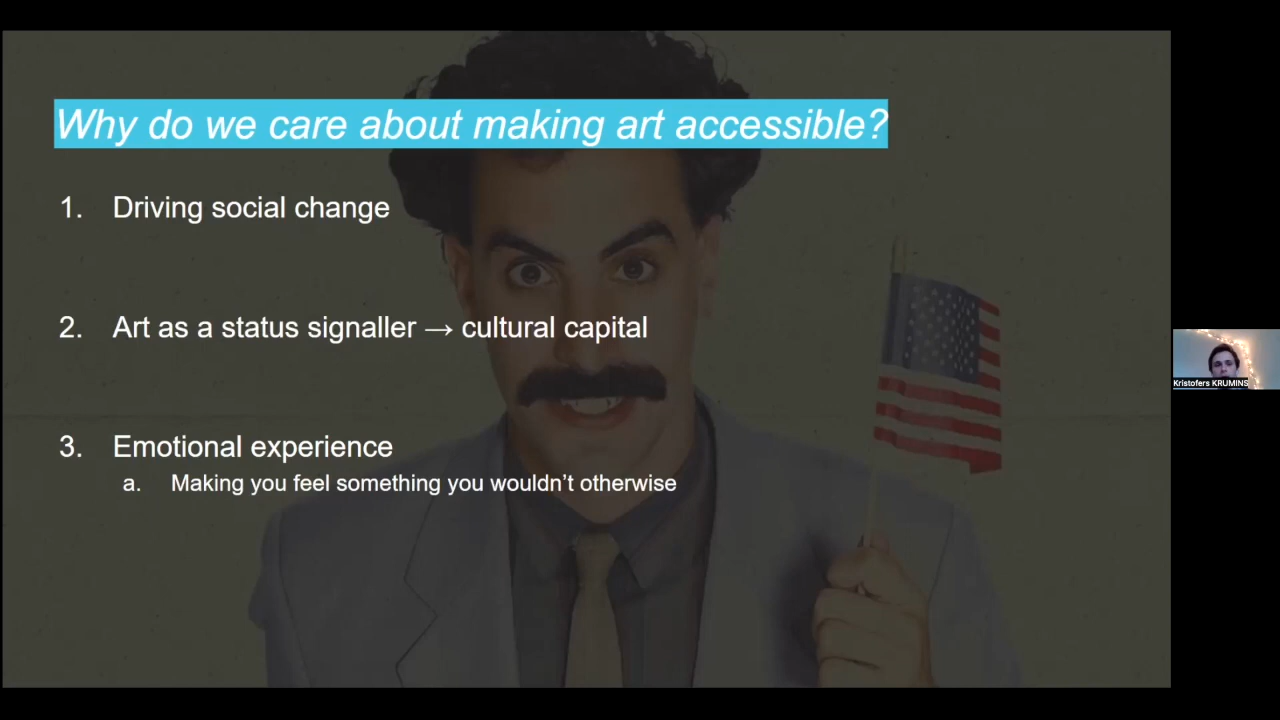 Why do we care about making art accessible?
1. Driving social change
2. Art as a status signaller → cultural capital
3. Emotional experience
a. Making you feel something you wouldn't otherwise
Kristofers KRUMINS